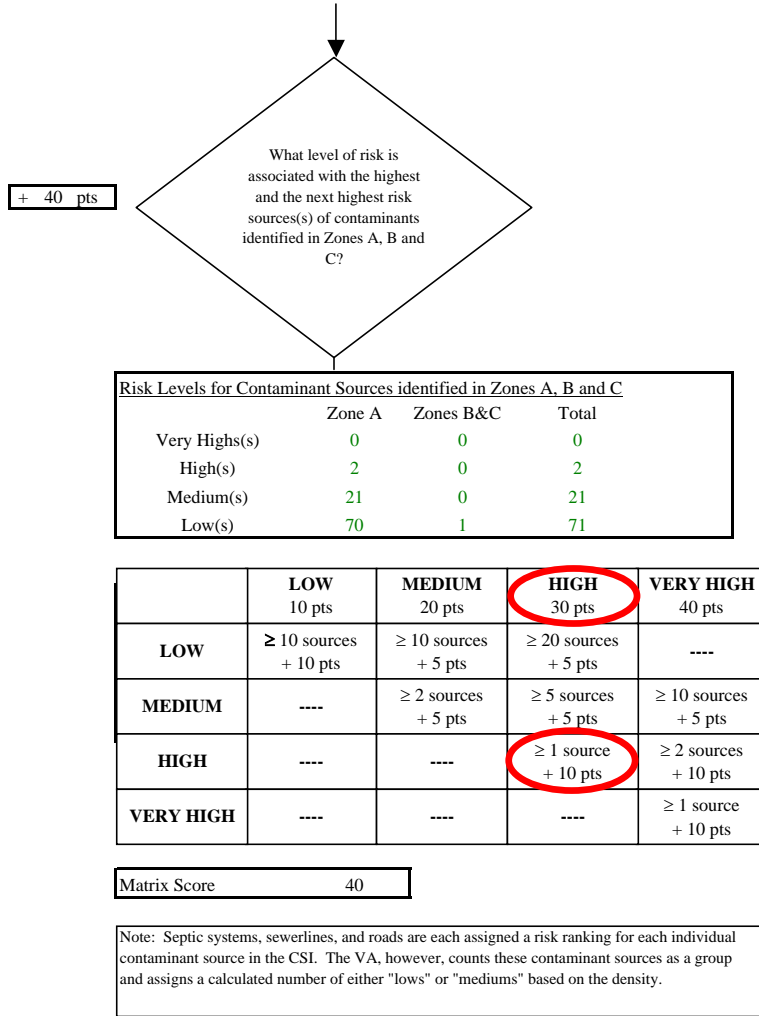 What level of risk is
associated with the highest
and the next highest risk
sources(s) of contaminants
identified in Zones A, B and
C?
+ 40 pts
Risk Levels for Contaminant Sources identified in Zones A, B and C
Zone A Zones B&C Total
Very Highs(s) 0 0 0
High(s) 2 0 2
Medium(s) 21 0 21
Low(s) 70 1 71
LOW MEDIUM HIGH VERY HIGH
10 pts 20 pts 30 pts 40 pts
LOW ≥ 10 sources ≥ 10 sources ≥ 20 sources ----
+ 10 pts + 5 pts + 5 pts
MEDIUM ---- ≥ 2 sources ≥ 5 sources ≥ 10 sources
+ 5 pts + 5 pts + 5 pts
HIGH ---- ---- ≥ 1 source ≥ 2 sources
+ 10 pts + 10 pts
VERY HIGH ---- ---- ---- ≥ 1 source
+ 10 pts
Matrix Score 40
Note: Septic systems, sewerlines, and roads are each assigned a risk ranking for each individual
contaminant source in the CSI. The VA, however, counts these contaminant sources as a group
and assigns a calculated number of either "lows" or "mediums" based on the density.